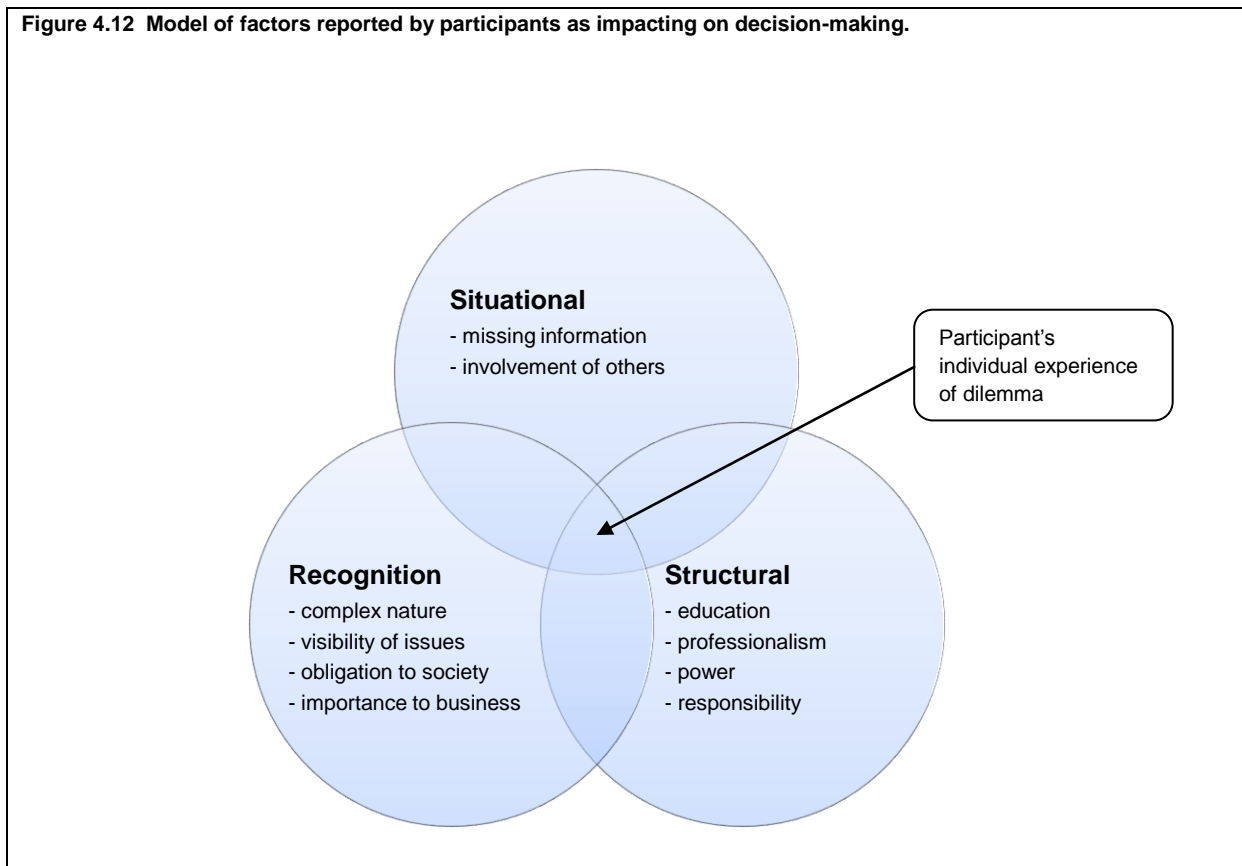 Figure 4.12 Model of factors reported by participants as impacting on decision-making.
Situational
- missing information
- involvement of others
Participant's
individual experience
of dilemma
Recognition
- complex nature
- visibility of issues
- obligation to society
- importance to business
Structural
- education
- professionalism
- power
- responsibility